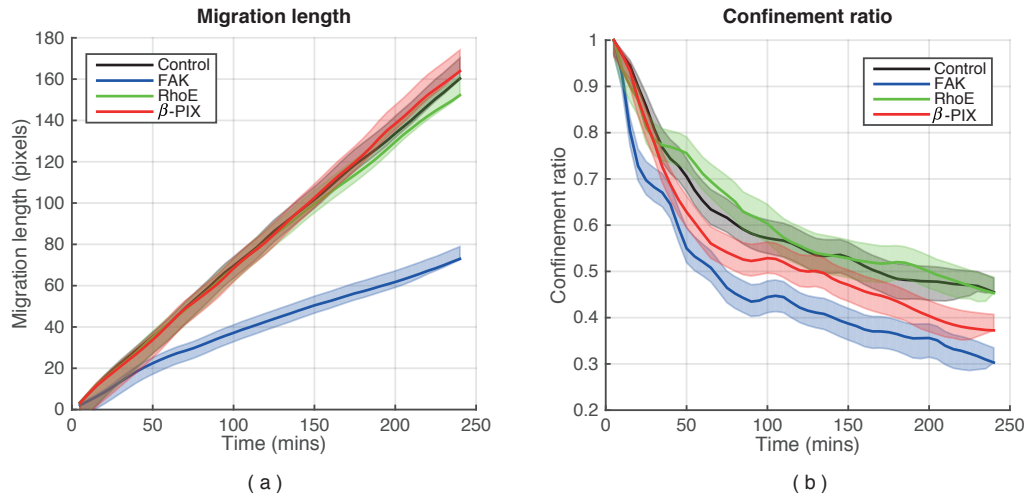 Migration length
180
160
140
120
100
80
60
40
20
0
Migration length (pixels)
Control
FAK
RhoE
β-PIX
0
50
100
150
200
250
Time (mins)
( a )
Confinement ratio
1
0.9
0.8
0.7
0.6
0.5
0.4
0.3
0.2
Confinement ratio
Control
FAK
RhoE
β-PIX
0
50
100
150
200
250
Time (mins)
( b )